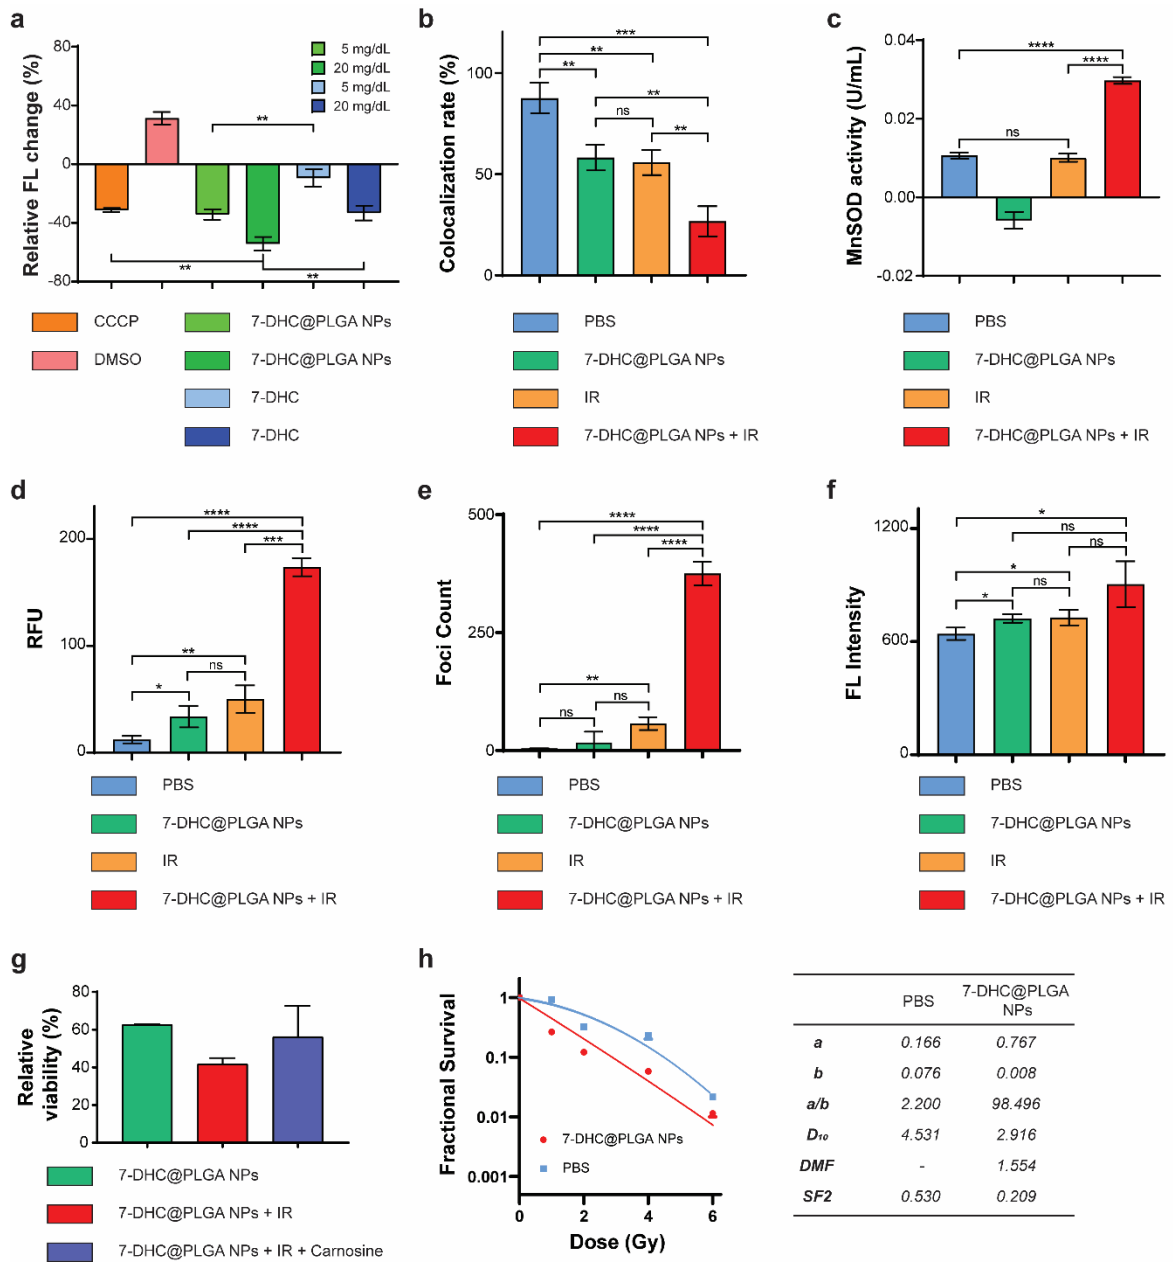 a
Relative FL change (%)
80
40
0
-40
-80
5 mg/dL
20 mg/dL
5 mg/dL
20 mg/dL
**
**
**
CCCP
DMSO
7-DHC@PLGA NPs
7-DHC@PLGA NPs
7-DHC
7-DHC
b
Colocalization rate (%)
100
50
0
***
**
**
**
ns
**
PBS
7-DHC@PLGA NPs
IR
7-DHC@PLGA NPs + IR
c
MnSOD activity (U/mL)
0.04
0.02
0.00
-0.02
****
****
ns
PBS
7-DHC@PLGA NPs
IR
7-DHC@PLGA NPs + IR
d
RFU
200
100
0
****
****
***
**
ns
*
PBS
7-DHC@PLGA NPs
IR
7-DHC@PLGA NPs + IR
e
Foci Count
500
250
0
****
****
****
**
ns
ns
PBS
7-DHC@PLGA NPs
IR
7-DHC@PLGA NPs + IR
f
FL Intensity
1200
600
0
*
ns
ns
*
ns
*
PBS
7-DHC@PLGA NPs
IR
7-DHC@PLGA NPs + IR
g
Relative
viability (%)
80
60
40
20
0
7-DHC@PLGA NPs
7-DHC@PLGA NPs + IR
7-DHC@PLGA NPs + IR + Carnosine
h
Fractional Survival
1
0.1
0.01
0.001
7-DHC@PLGA NPs
PBS
0 2 4 6
Dose (Gy)
PBS 7-DHC@PLGA NPs
a 0.166 0.767
b 0.076 0.008
a/b 2.200 98.496
D₁₀ 4.531 2.916
DMF - 1.554
SF2 0.530 0.209